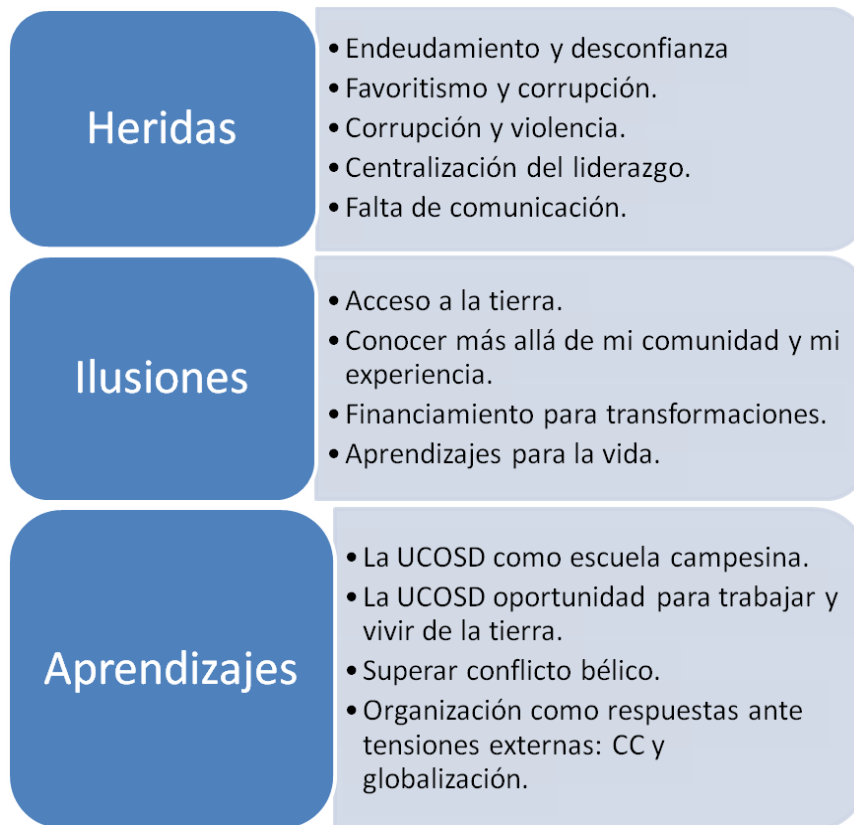 Heridas
• Endeudamiento y desconfianza
• Favoritismo y corrupción.
• Corrupción y violencia.
• Centralización del liderazgo.
• Falta de comunicación.
Ilusiones
• Acceso a la tierra.
• Conocer más allá de mi comunidad y mi
experiencia.
• Financiamiento para transformaciones.
• Aprendizajes para la vida.
Aprendizajes
• La UCOSD como escuela campesina.
• La UCOSD oportunidad para trabajar y
vivir de la tierra.
• Superar conflicto bélico.
• Organización como respuestas ante
tensiones externas: CC y
globalización.